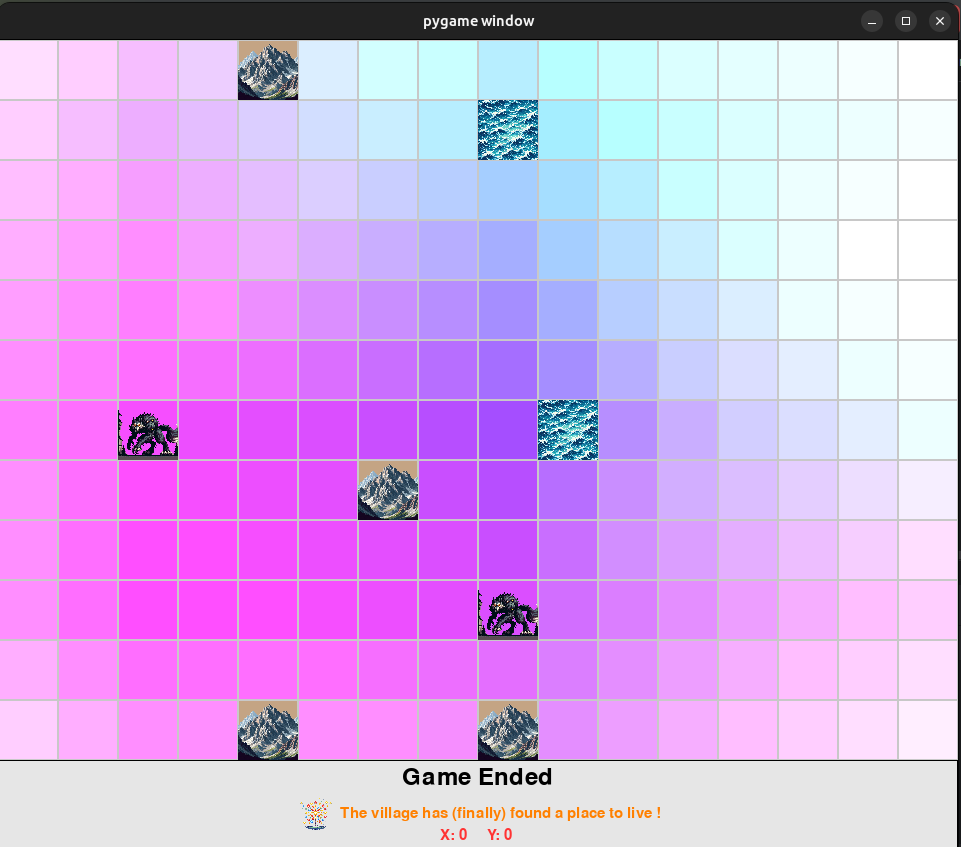 pygame window
Game Ended
The village has (finally) found a place to live !
X: 0 Y: 0